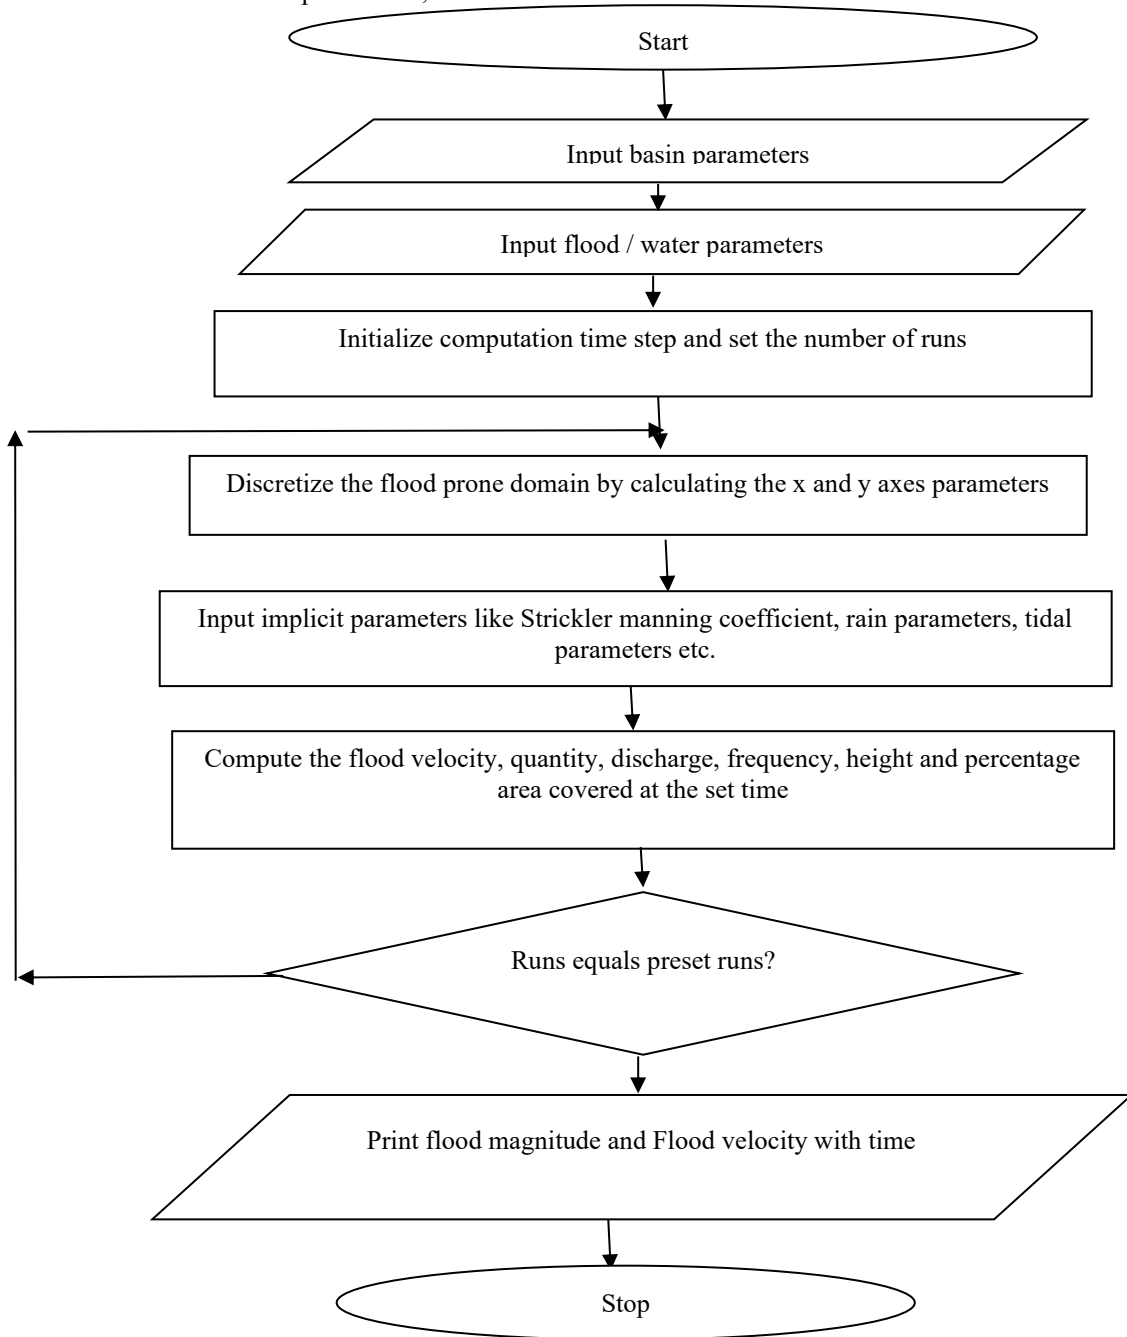 Start
Input basin parameters
Input flood / water parameters
Initialize computation time step and set the number of runs
Discretize the flood prone domain by calculating the x and y axes parameters
Input implicit parameters like Strickler manning coefficient, rain parameters, tidal
parameters etc.
Compute the flood velocity, quantity, discharge, frequency, height and percentage
area covered at the set time
Runs equals preset runs?
Print flood magnitude and Flood velocity with time
Stop